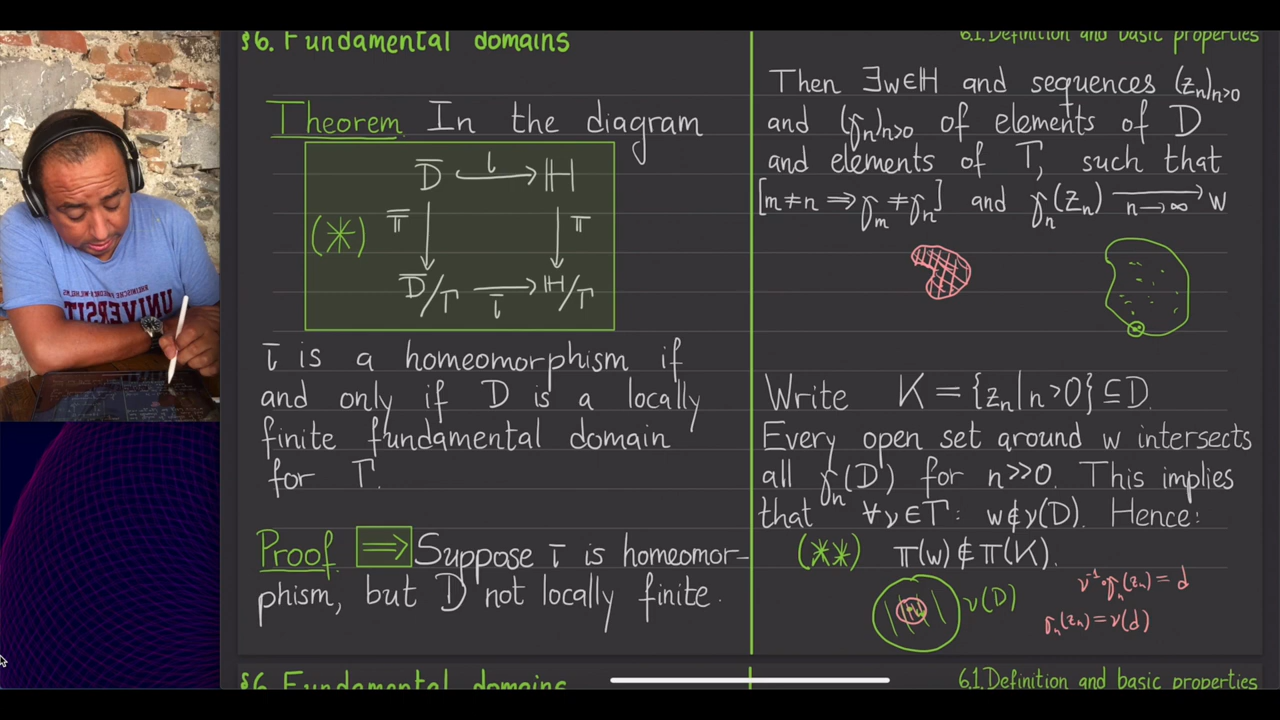 §6. Fundamental domains
Theorem. In the diagram
D̅ ι H
(*) π̅ π
D̅/Γ ι̅ H/Γ
ι̅ is a homeomorphism if
and only if D is a locally
finite fundamental domain
for Γ.
Proof. ⟹ Suppose ι̅ is homeomor-
phism, but D not locally finite.
§6. Fundamental domains
6.1. Definition and basic properties
Then ∃w∈ℍ and sequences (zₙ)ₙ>₀
and (γₙ)ₙ>₀ of elements of D
and elements of Γ, such that
[m≠n ⟹ γₘ≠γₙ] and γₙ(zₙ) ⟶ w
n→∞
Write K = {zₙ | n>0} ⊆ D.
Every open set around w intersects
all γₙ(D) for n>>0. This implies
that ∀ν∈Γ: w∉ν(D). Hence:
(**) π(w) ∉ π(K).
ν(D)
ν⁻¹∘γₙ(zₙ) = d
γₙ(zₙ) = ν(d)
6.1. Definition and basic properties
UNIVERSIT